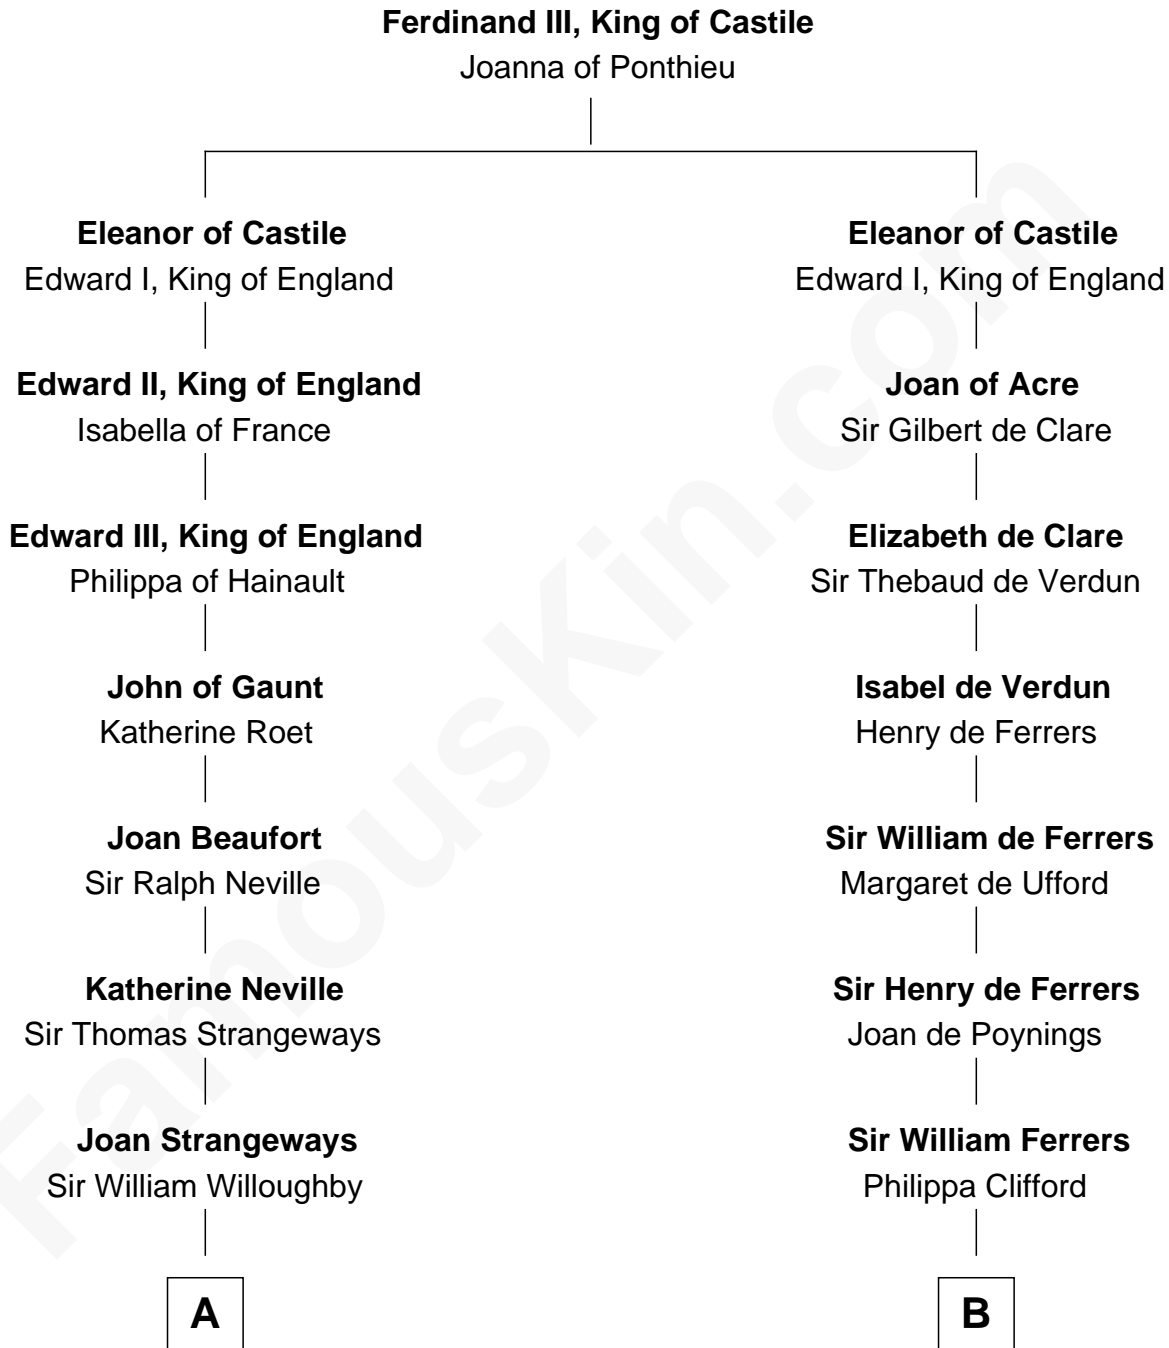 Ferdinand III, King of Castile
Joanna of Ponthieu
Eleanor of Castile
Edward I, King of England
Edward II, King of England
Isabella of France
Edward III, King of England
Philippa of Hainault
John of Gaunt
Katherine Roet
Joan Beaufort
Sir Ralph Neville
Katherine Neville
Sir Thomas Strangeways
Joan Strangeways
Sir William Willoughby
A
Eleanor of Castile
Edward I, King of England
Joan of Acre
Sir Gilbert de Clare
Elizabeth de Clare
Sir Thebaud de Verdun
Isabel de Verdun
Henry de Ferrers
Sir William de Ferrers
Margaret de Ufford
Sir Henry de Ferrers
Joan de Poynings
Sir William Ferrers
Philippa Clifford
B
FamousKin.com